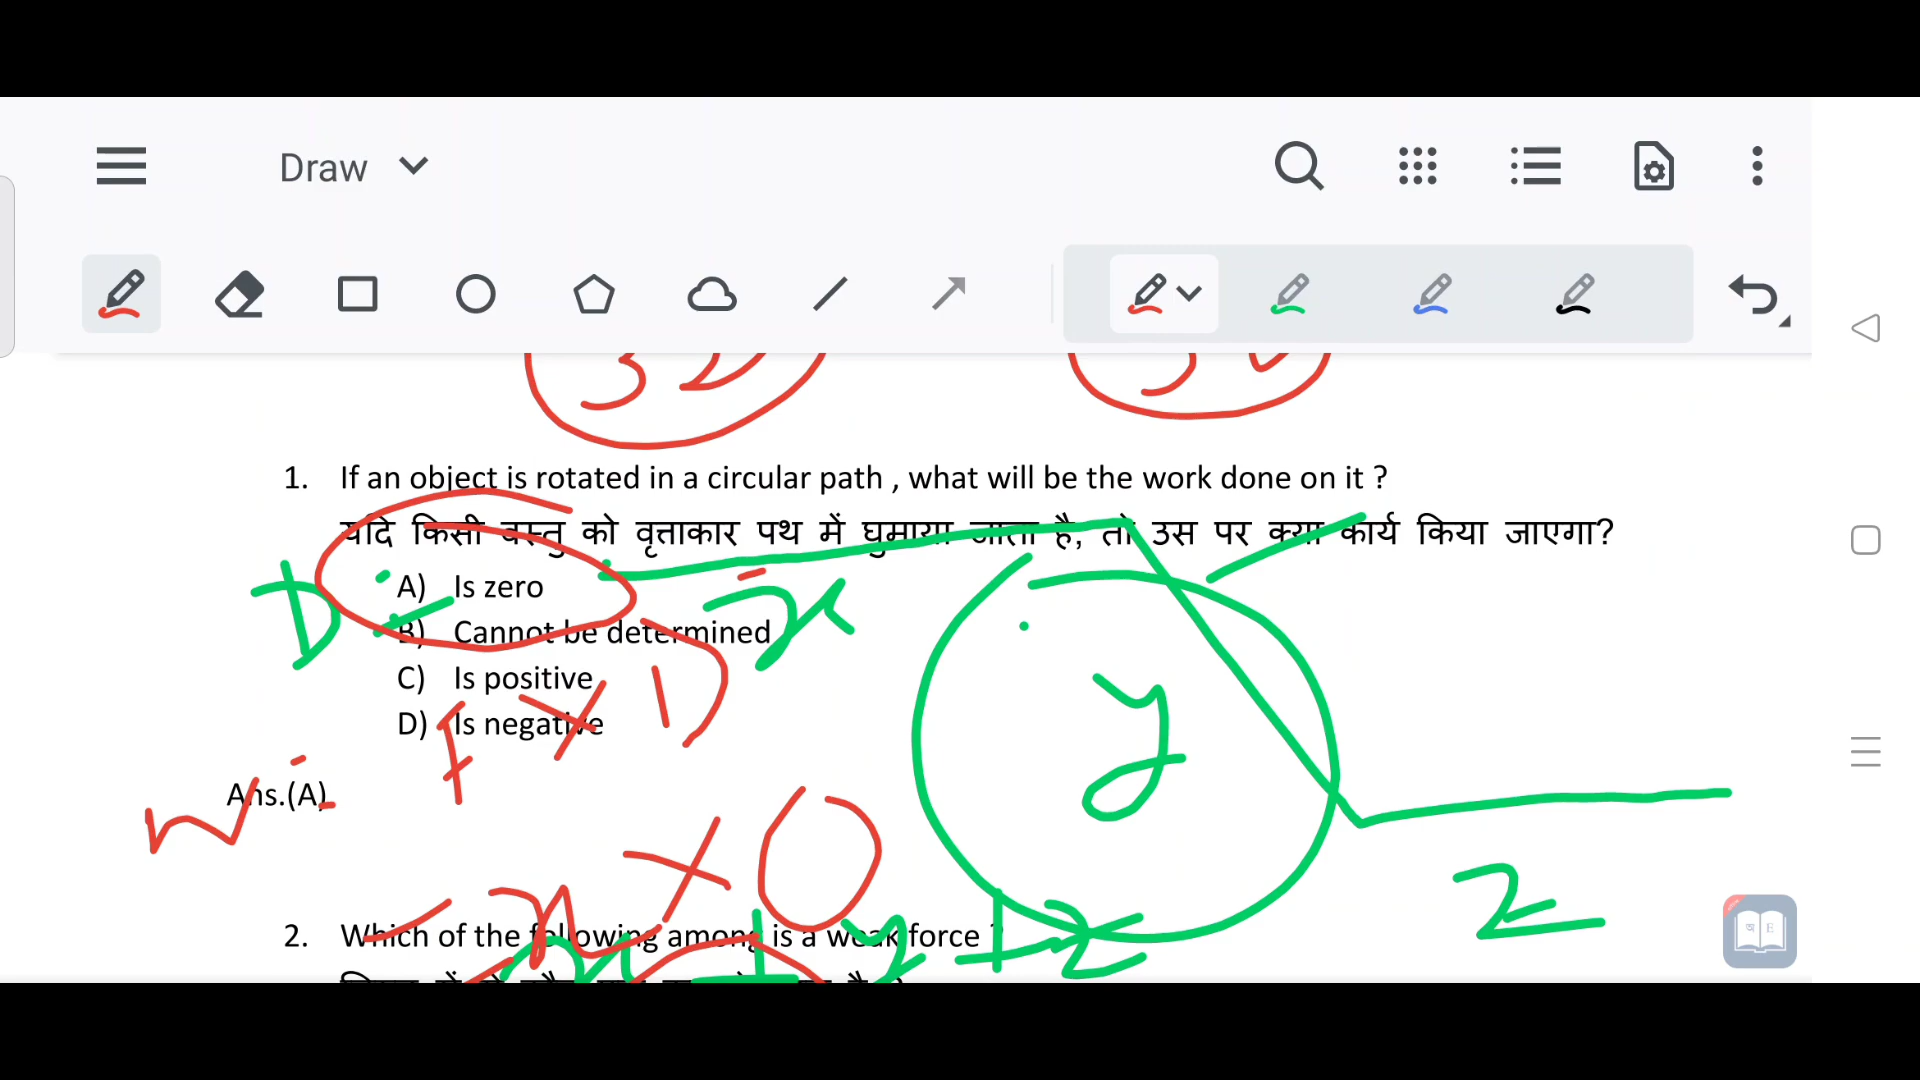 Draw
3D
1. If an object is rotated in a circular path , what will be the work done on it ?
यदि किसी वस्तु को वृत्ताकार पथ में घुमाया जाता है, तो उस पर क्या कार्य किया जाएगा?
A) Is zero
B) Cannot be determined
C) Is positive
D) Is negative
D
x
y
z
F × D
Ans.(A)
w
x × 0
2. Which of the following among is a weak force ?
x + y + z